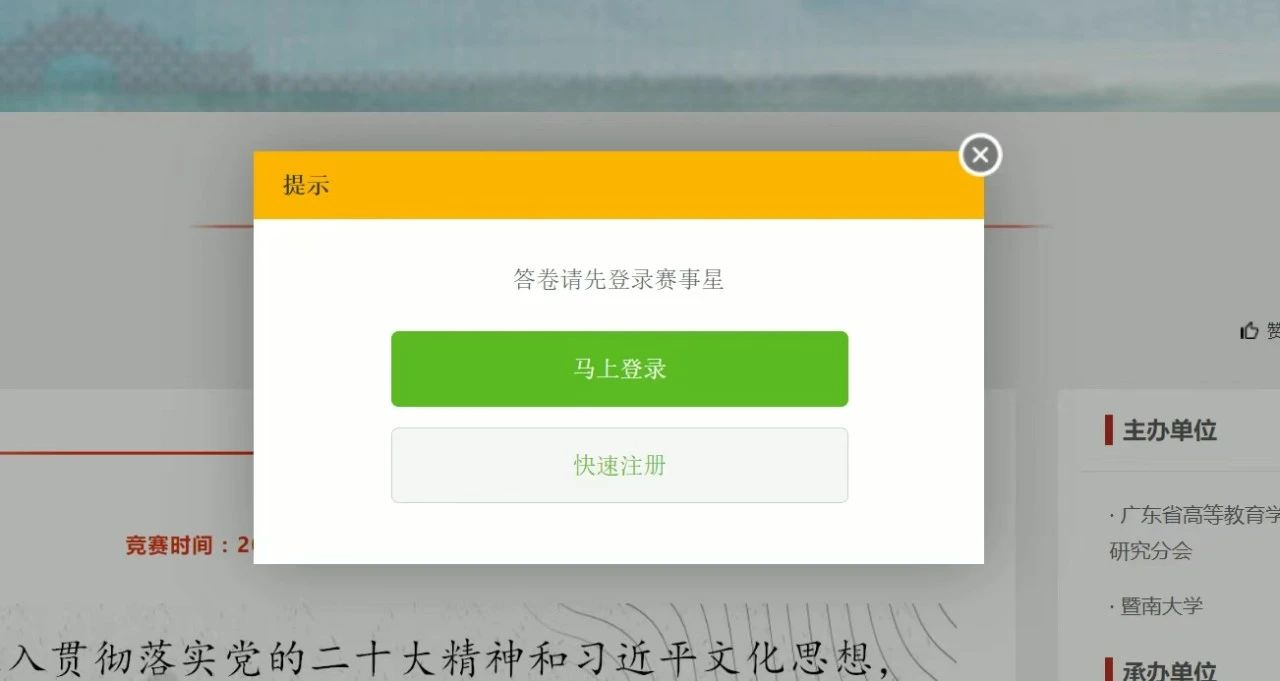 提示
答卷请先登录赛事星
马上登录
快速注册
赞
主办单位
竞赛时间：20
· 广东省高等教育学
研究分会
· 暨南大学
入贯彻落实党的二十大精神和习近平文化思想，
承办单位